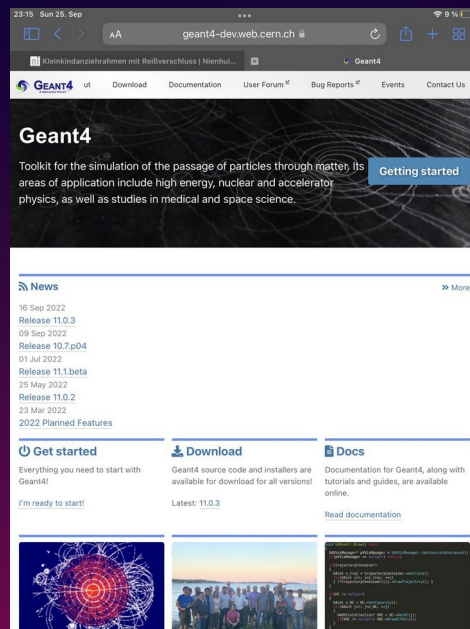 23:15 Sun 25. Sep
9 %
AA
geant4-dev.web.cern.ch
Kleinkindanziehrahmen mit Reißverschluss | Nienhui...
Geant4
GEANT4
A SIMULATION TOOLKIT
ut
Download
Documentation
User Forum
Bug Reports
Events
Contact Us
Geant4
Toolkit for the simulation of the passage of particles through matter. Its
areas of application include high energy, nuclear and accelerator
physics, as well as studies in medical and space science.
Getting started
News
» More
16 Sep 2022
Release 11.0.3
09 Sep 2022
Release 10.7.p04
01 Jul 2022
Release 11.1.beta
25 May 2022
Release 11.0.2
23 Mar 2022
2022 Planned Features
Get started
Everything you need to start with
Geant4!
I'm ready to start!
Download
Geant4 source code and installers are
available for download for all versions!
Latest: 11.0.3
Docs
Documentation for Geant4, along with
tutorials and guides, are available
online.
Read documentation